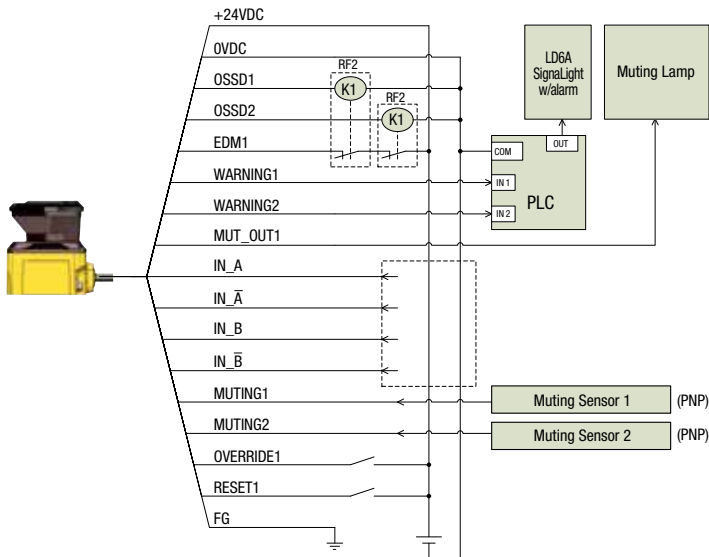 +24VDC
0VDC
OSSD1
OSSD2
EDM1
WARNING1
WARNING2
MUT_OUT1
IN_A
IN_A̅
IN_B
IN_B̅
MUTING1
MUTING2
OVERRIDE1
RESET1
FG
RF2
K1
RF2
K1
LD6A
SignaLight
w/alarm
Muting Lamp
OUT
COM
IN 1
IN 2
PLC
Muting Sensor 1 (PNP)
Muting Sensor 2 (PNP)